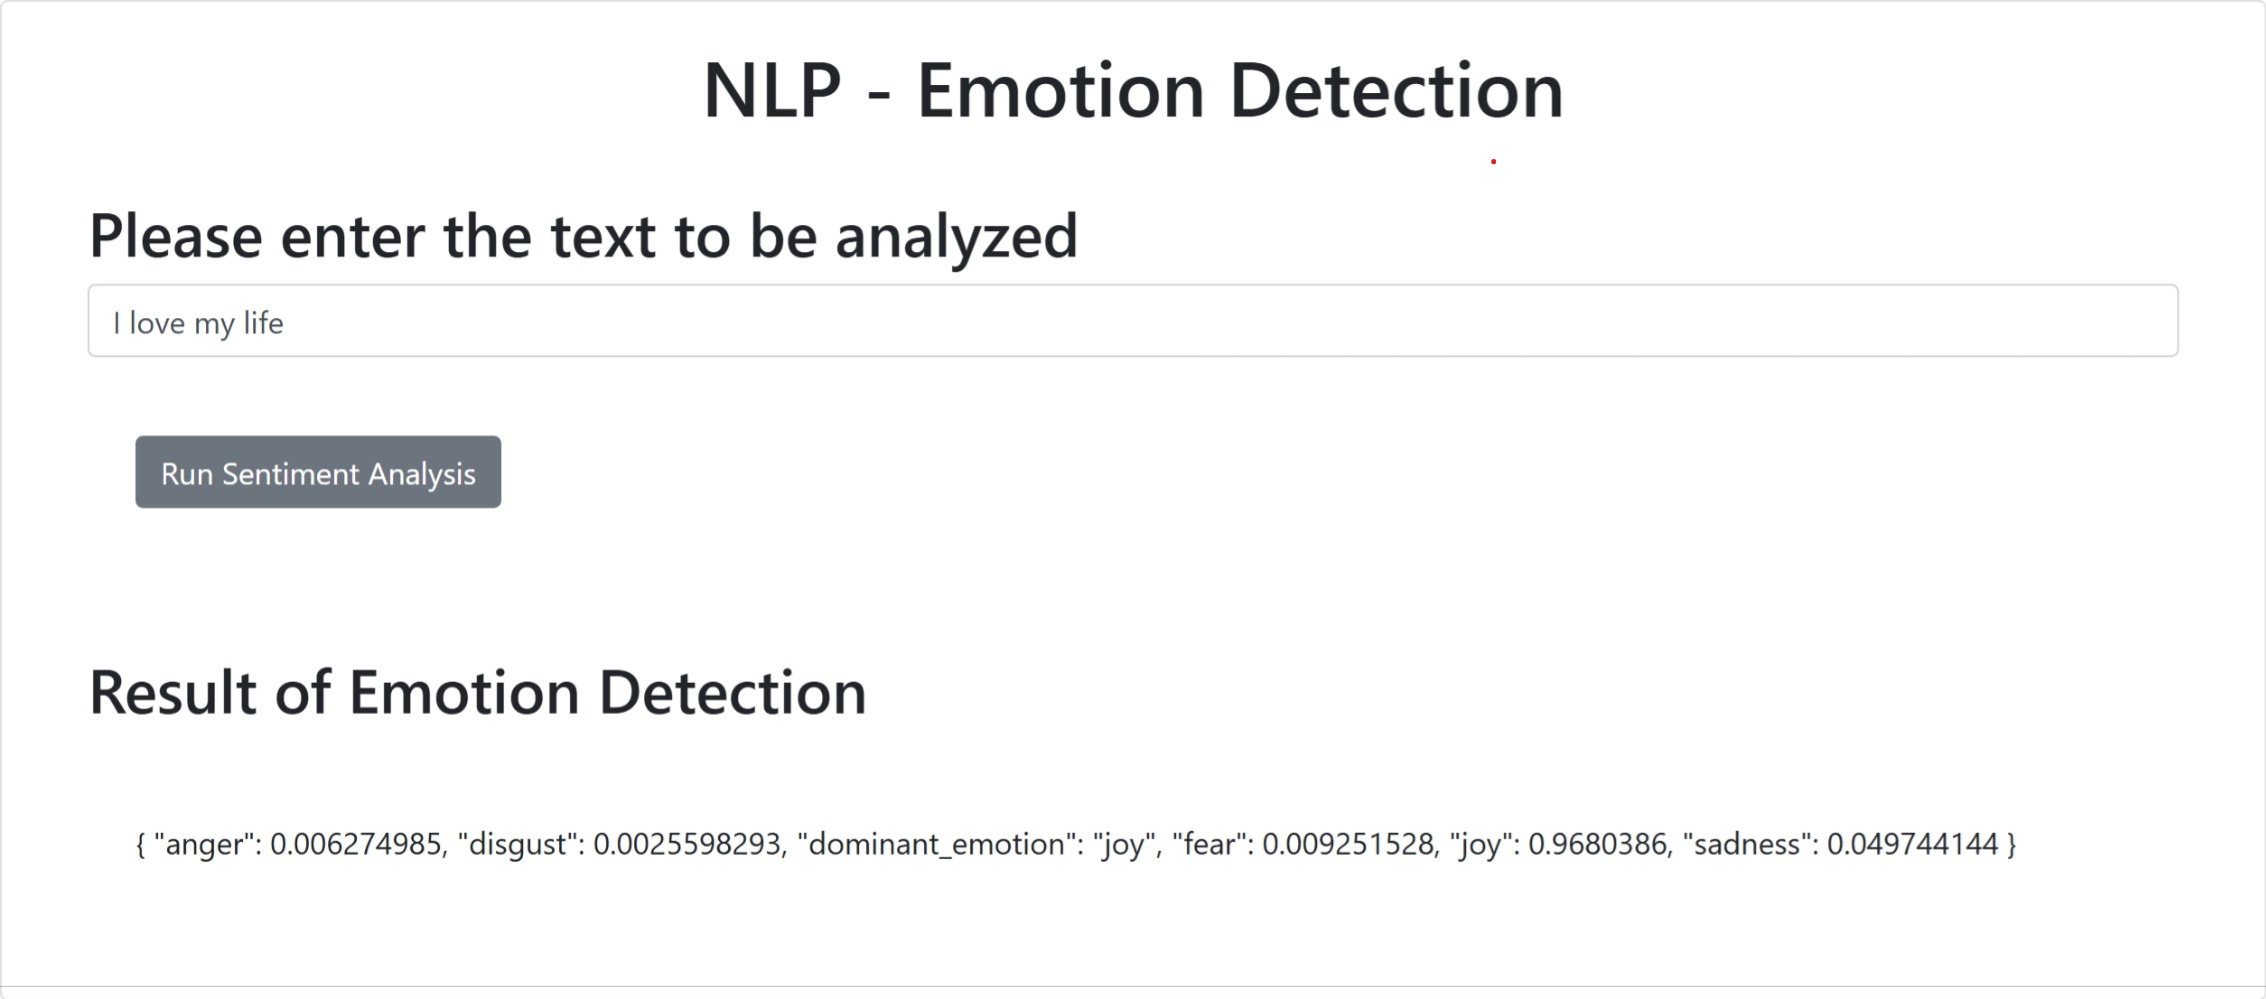 NLP - Emotion Detection
Please enter the text to be analyzed
I love my life
Run Sentiment Analysis
Result of Emotion Detection
{ "anger": 0.006274985, "disgust": 0.0025598293, "dominant_emotion": "joy", "fear": 0.009251528, "joy": 0.9680386, "sadness": 0.049744144 }